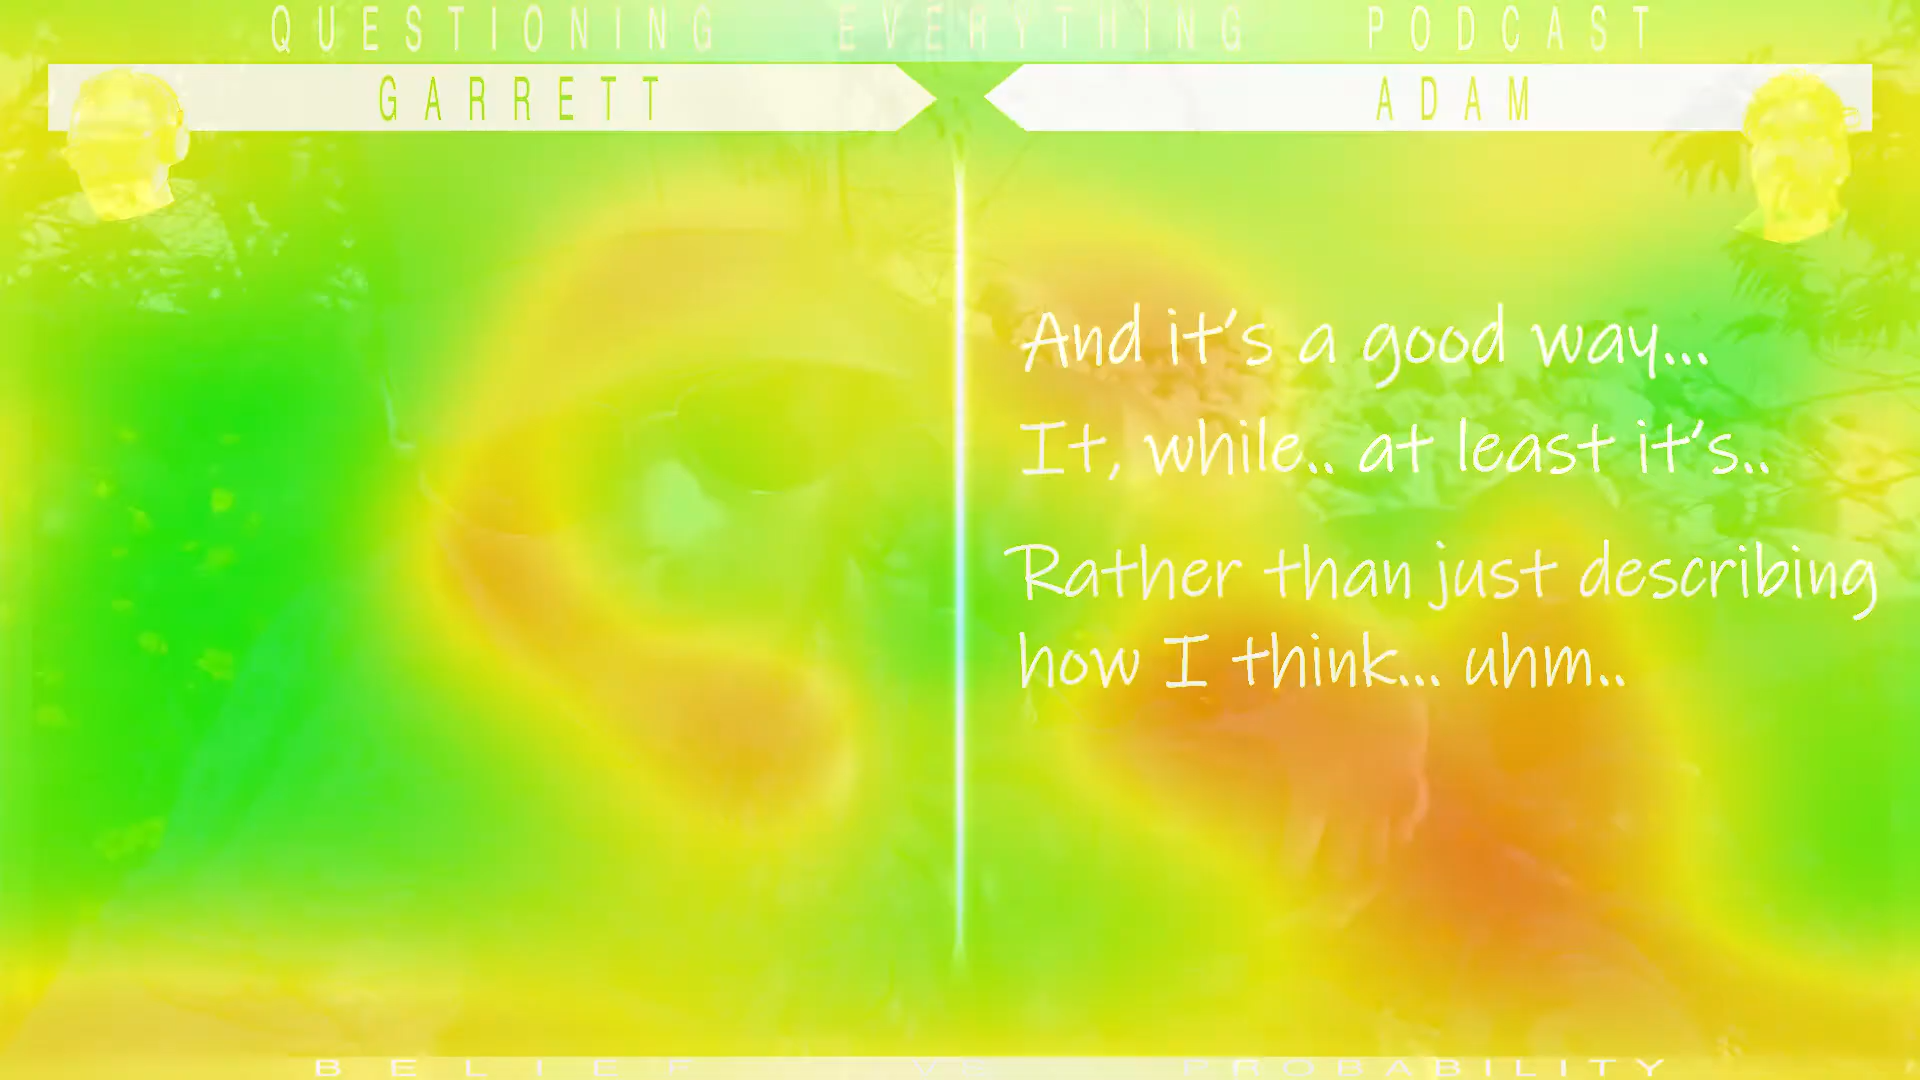 QUESTIONING EVERYTHING PODCAST
GARRETT
ADAM
And it's a good way...
It, while.. at least it's..
Rather than just describing
how I think... uhm..
BELIEF VS PROBABILITY